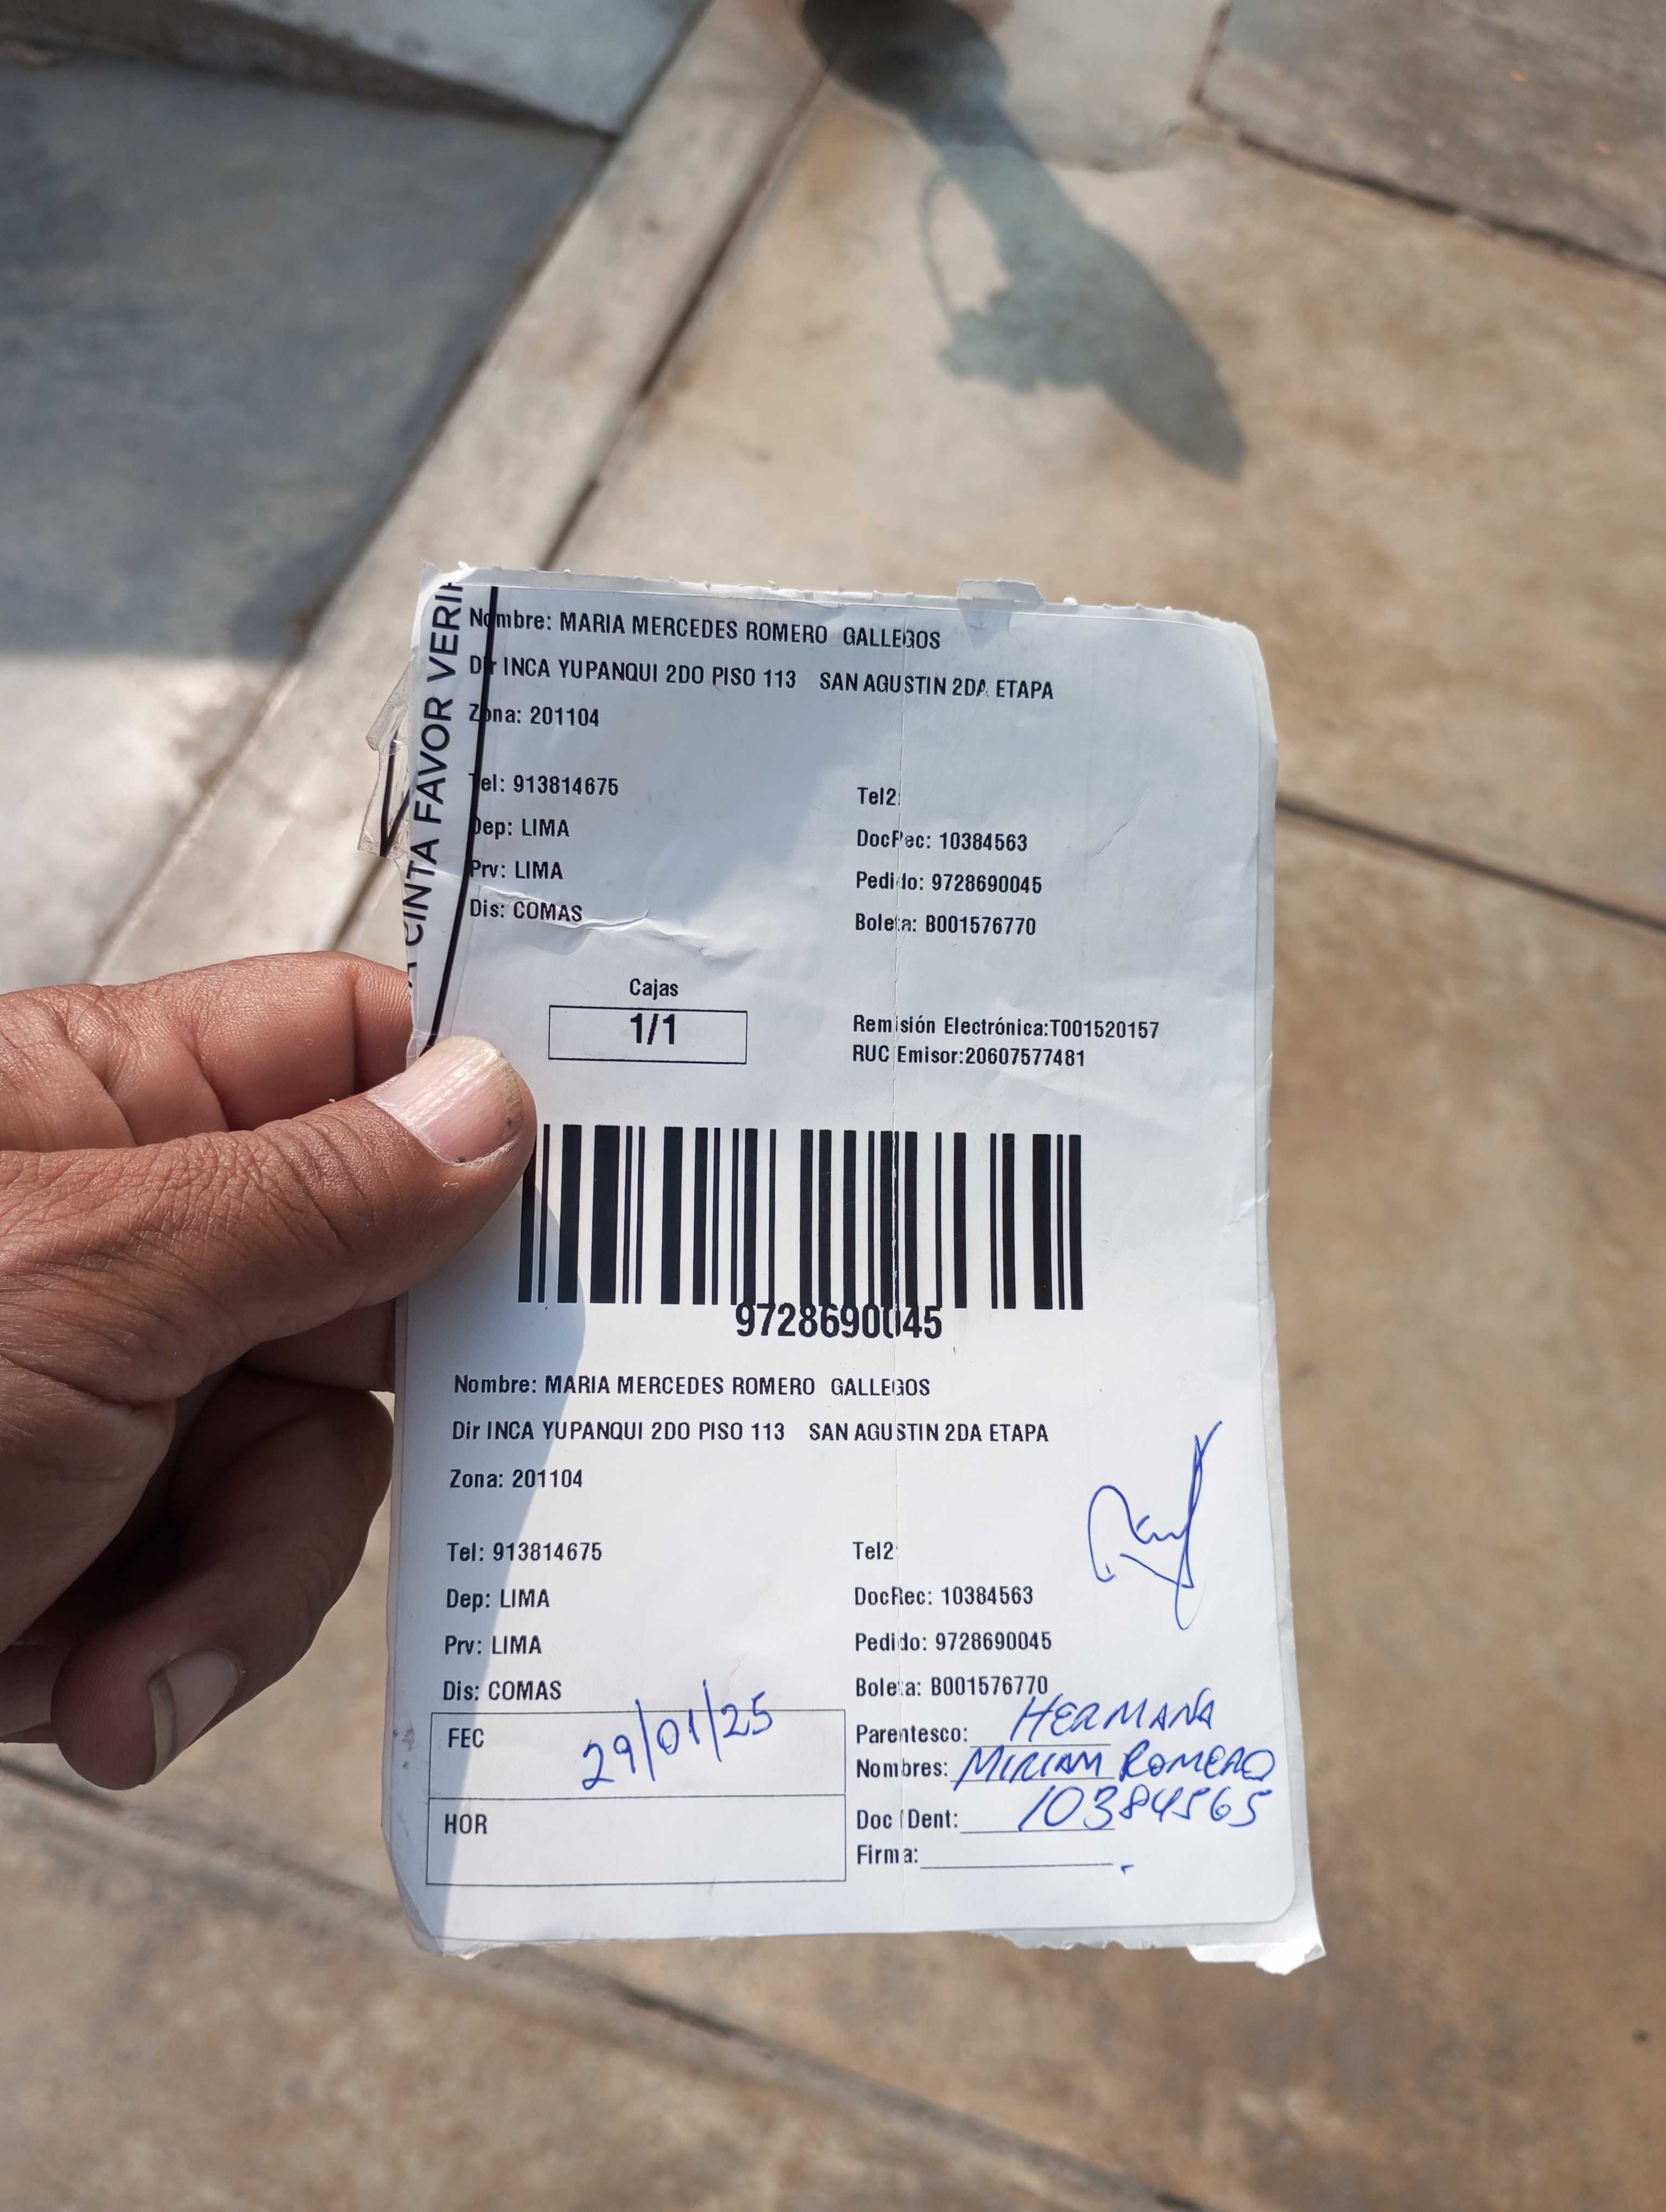 CINTA FAVOR VERIF
Nombre: MARIA MERCEDES ROMERO GALLEGOS
Dir INCA YUPANQUI 2DO PISO 113 SAN AGUSTIN 2DA ETAPA
Zona: 201104
Tel: 913814675 Tel2:
Dep: LIMA DocRec: 10384563
Prv: LIMA Pedido: 9728690045
Dis: COMAS Boleta: B001576770
Cajas
1/1
Remisión Electrónica:T001520157
RUC Emisor:20607577481
9728690045
Nombre: MARIA MERCEDES ROMERO GALLEGOS
Dir INCA YUPANQUI 2DO PISO 113 SAN AGUSTIN 2DA ETAPA
Zona: 201104
Tel: 913814675 Tel2:
Dep: LIMA DocRec: 10384563
Prv: LIMA Pedido: 9728690045
Dis: COMAS Boleta: B001576770
FEC 29/01/25 Parentesco: HERMANA
Nombres: MIRIAM ROMERO
HOR Doc Ident: 10384565
Firma: